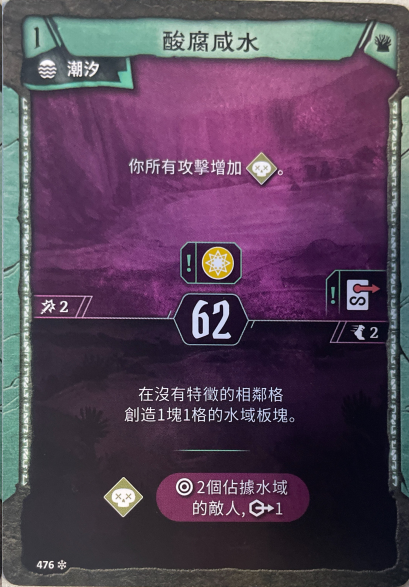 1
酸腐咸水
潮汐
你所有攻擊增加 。
!
2
62
!
S
2
在沒有特徵的相鄰格
創造1塊1格的水域板塊。
2個佔據水域
的敵人, 1
476